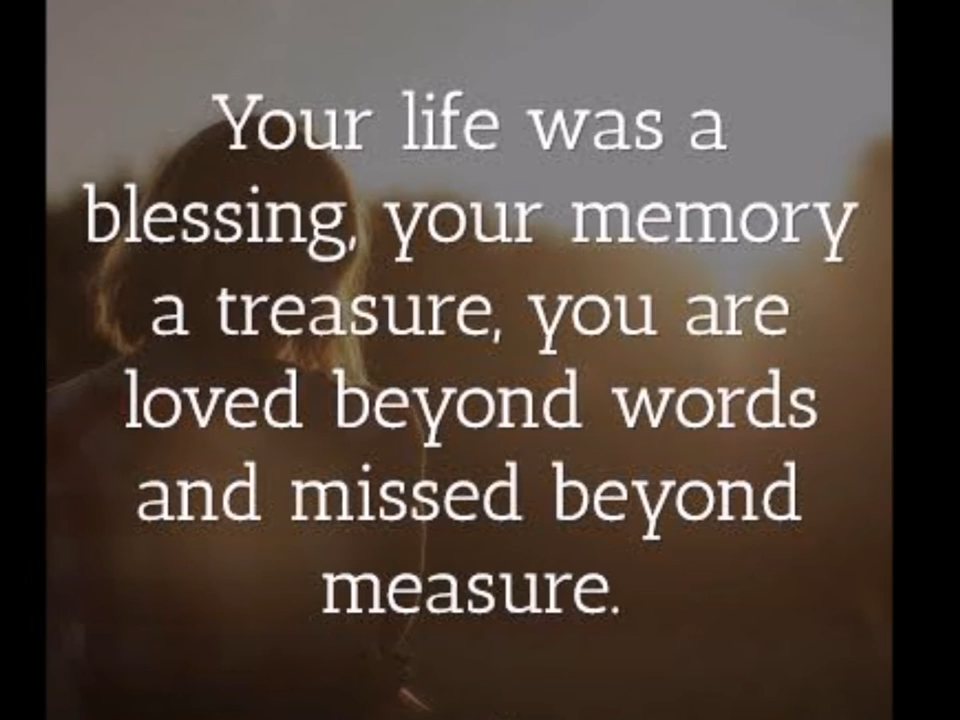 Your life was a
blessing, your memory
a treasure, you are
loved beyond words
and missed beyond
measure.